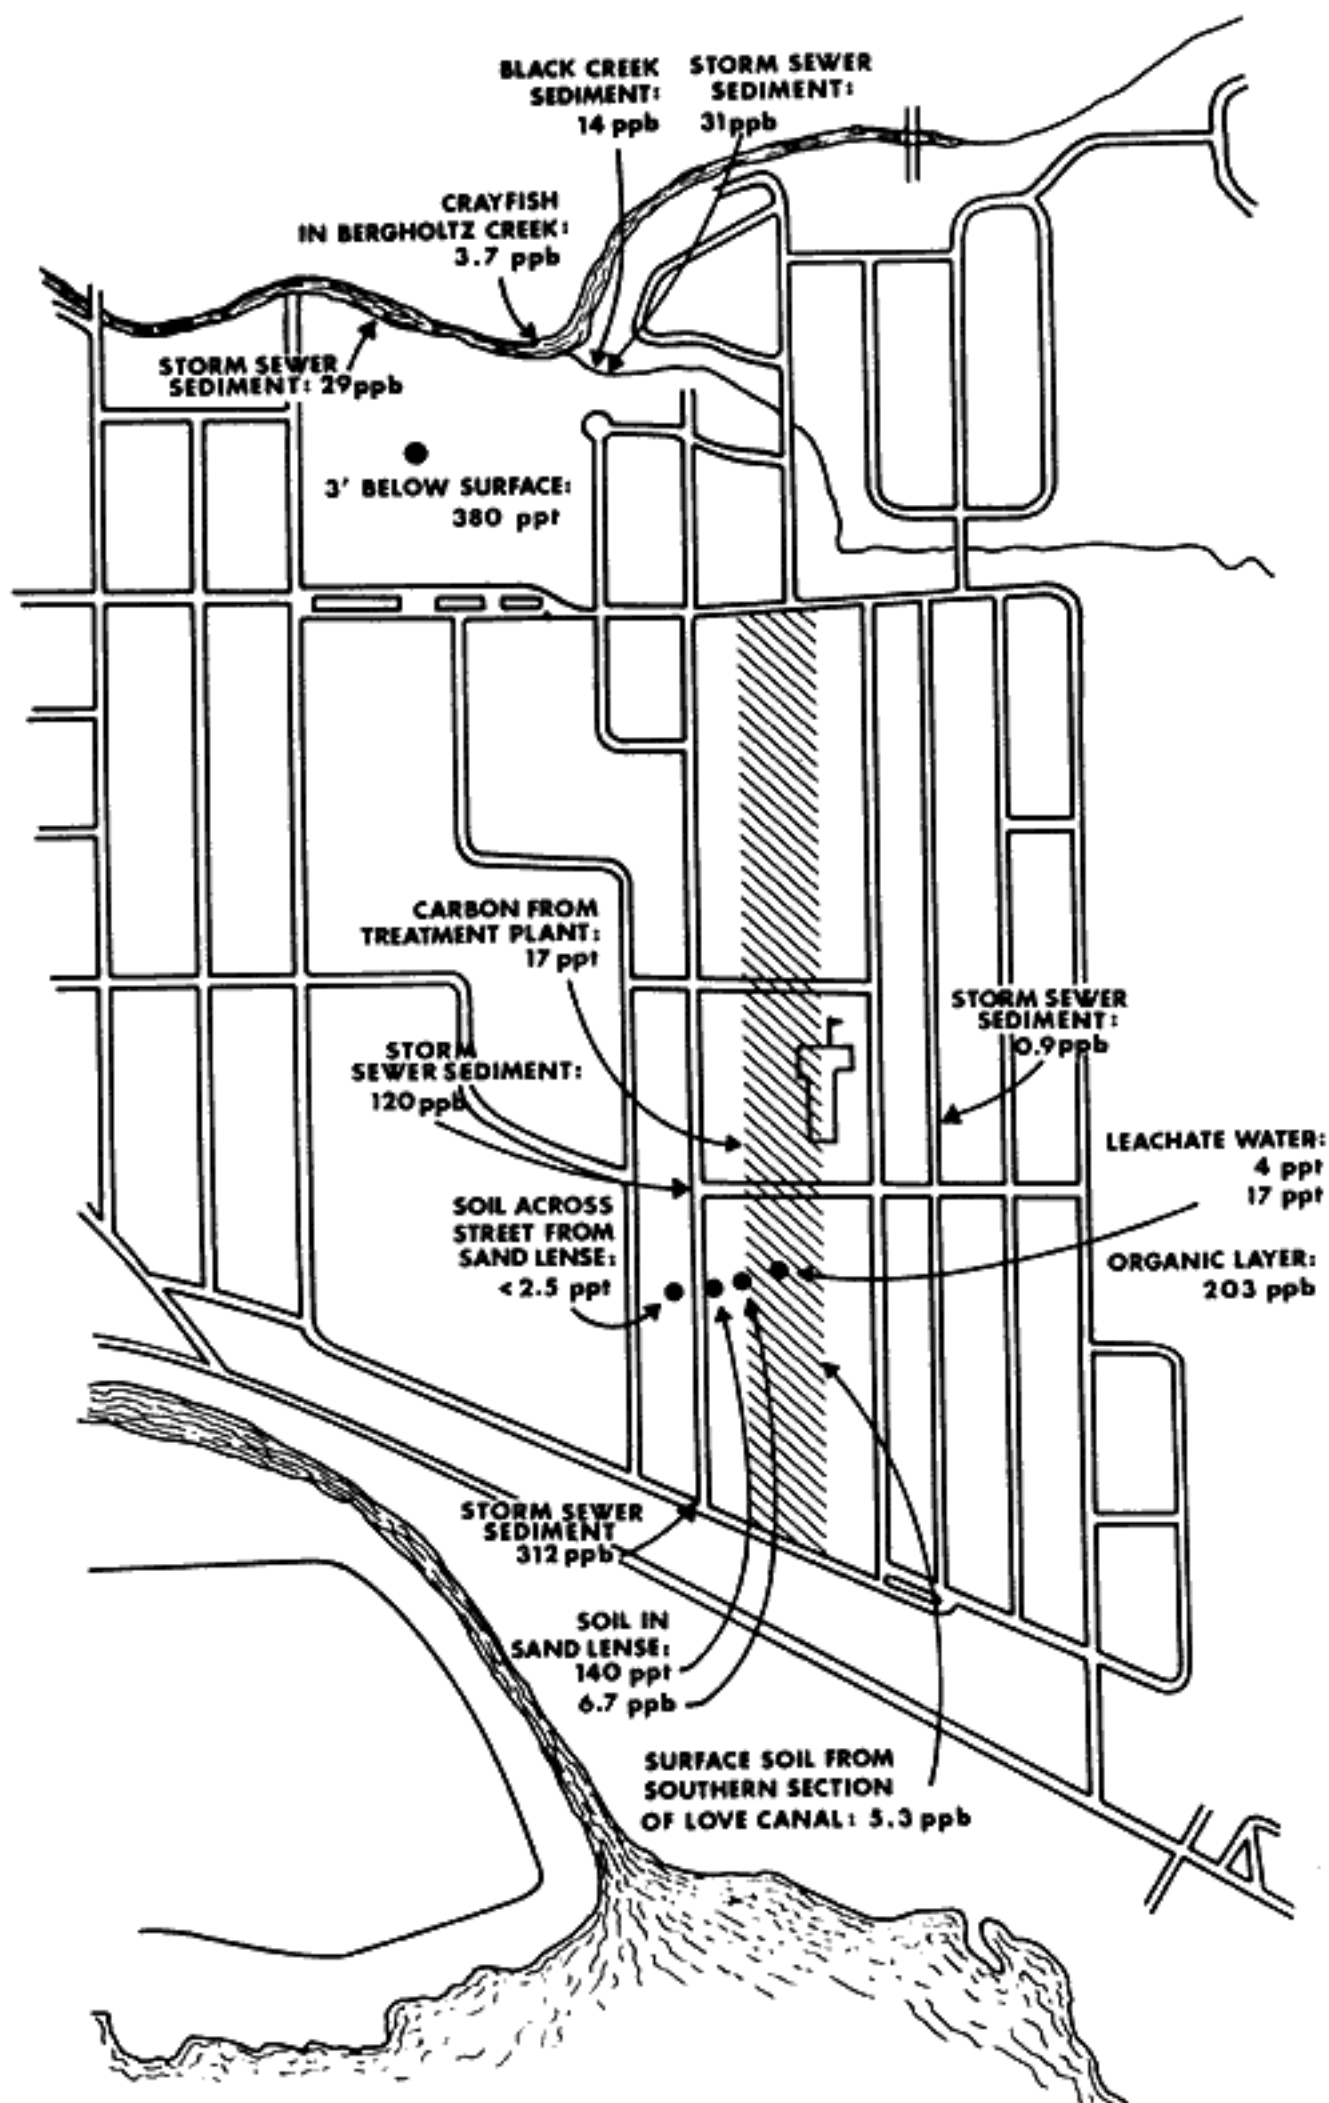 BLACK CREEK
SEDIMENT:
14 ppb
STORM SEWER
SEDIMENT:
31ppb
CRAYFISH
IN BERGHOLTZ CREEK:
3.7 ppb
STORM SEWER
SEDIMENT: 29ppb
3' BELOW SURFACE:
380 ppt
CARBON FROM
TREATMENT PLANT:
17 ppt
STORM SEWER
SEDIMENT:
0.9ppb
STORM
SEWER SEDIMENT:
120 ppb
LEACHATE WATER:
4 ppt
17 ppt
SOIL ACROSS
STREET FROM
SAND LENSE:
<2.5 ppt
ORGANIC LAYER:
203 ppb
STORM SEWER
SEDIMENT
312 ppb
SOIL IN
SAND LENSE:
140 ppt
6.7 ppb
SURFACE SOIL FROM
SOUTHERN SECTION
OF LOVE CANAL: 5.3 ppb